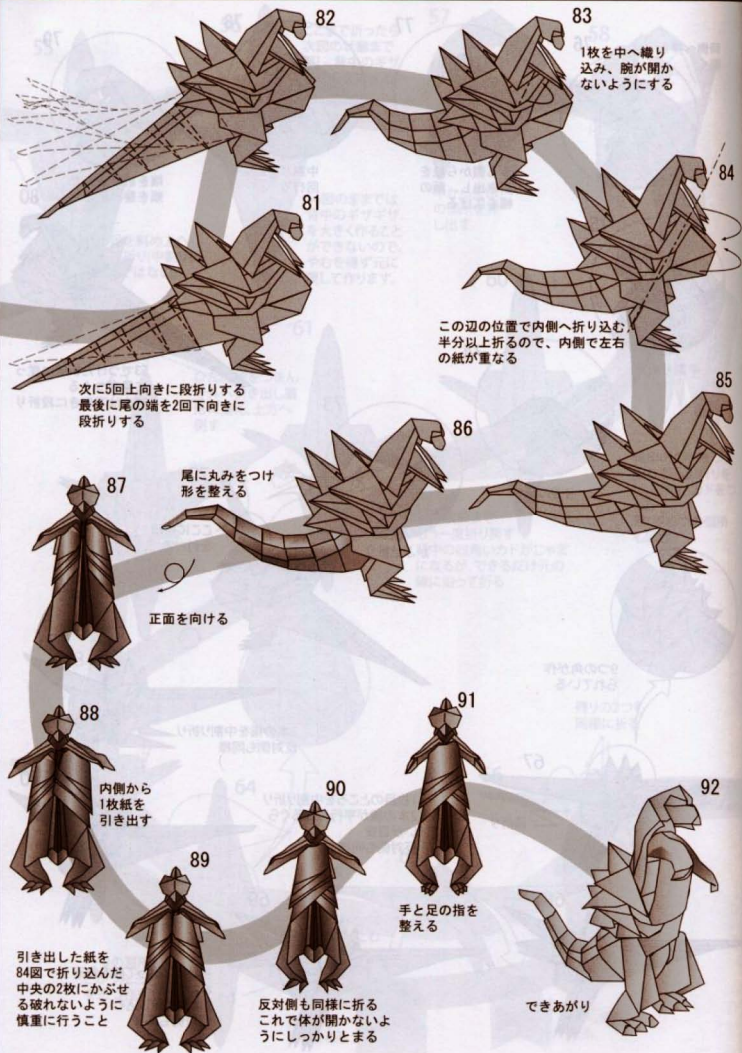 82
83
1枚を中へ織り
込み、腕が開か
ないようにする
84
この辺の位置で内側へ折り込む
半分以上折るので、内側で左右
の紙が重なる
81
次に5回上向きに段折りする
最後に尾の端を2回下向きに
段折りする
85
86
尾に丸みをつけ
形を整える
87
正面を向ける
88
内側から
1枚紙を
引き出す
89
引き出した紙を
84図で折り込んだ
中央の2枚にかぶせ
る破れないように
慎重に行うこと
90
反対側も同様に折る
これで体が開かないよ
うにしっかりとまる
91
手と足の指を
整える
92
できあがり